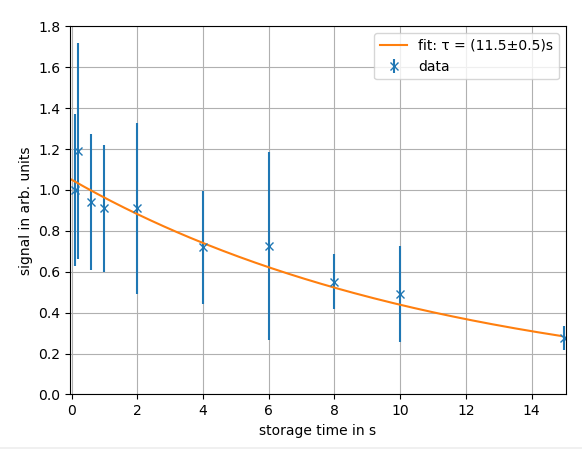 1.8
1.6
1.4
1.2
1.0
0.8
0.6
0.4
0.2
0.0
signal in arb. units
fit: τ = (11.5±0.5)s
data
0 2 4 6 8 10 12 14
storage time in s